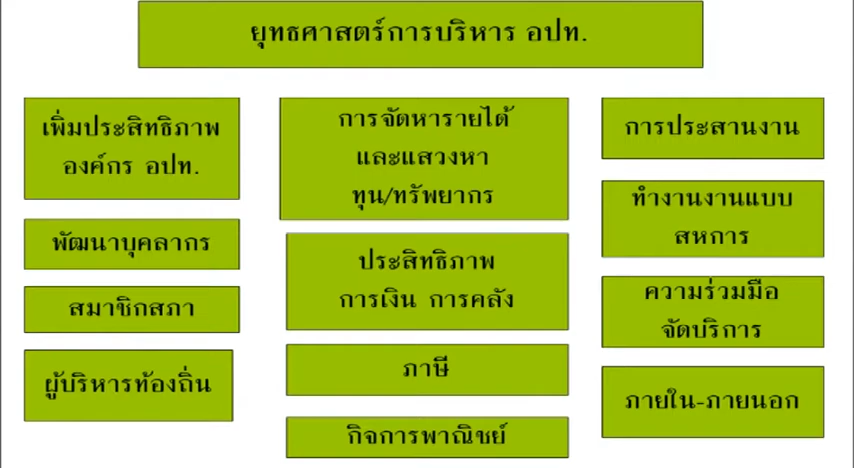 ยุทธศาสตร์การบริหาร อปท.
เพิ่มประสิทธิภาพ
องค์กร อปท.
พัฒนาบุคลากร
สมาชิกสภา
ผู้บริหารท้องถิ่น
การจัดหารายได้
และแสวงหา
ทุน/ทรัพยากร
ประสิทธิภาพ
การเงิน การคลัง
ภาษี
กิจการพาณิชย์
การประสานงาน
ทำงานงานแบบ
สหการ
ความร่วมมือ
จัดบริการ
ภายใน-ภายนอก